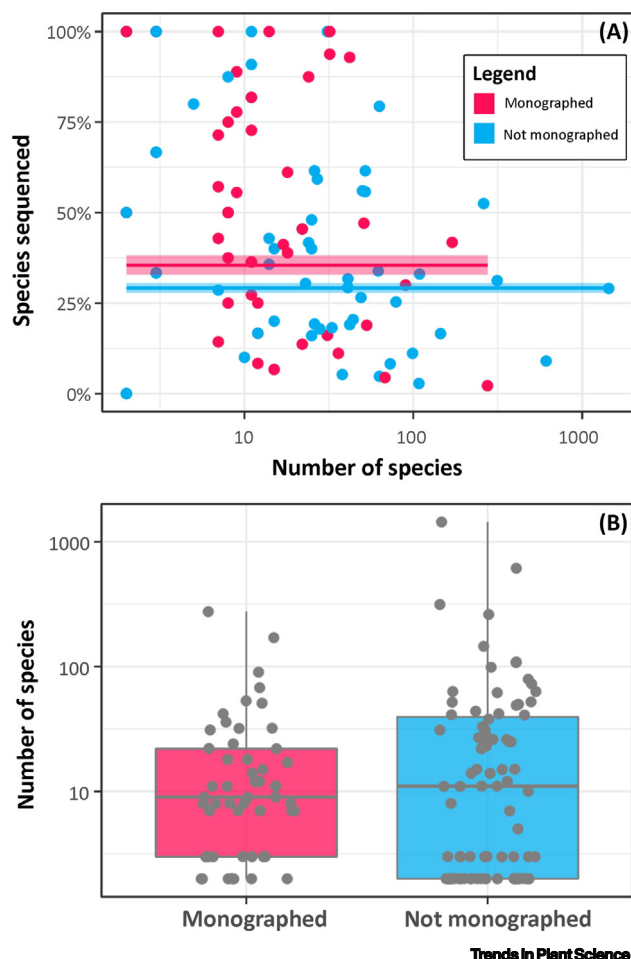 (A)
100%
75%
50%
25%
0%
Species sequenced
Legend
Monographed
Not monographed
10
100
1000
Number of species
(B)
1000
100
10
Number of species
Monographed
Not monographed
Trends in Plant Science